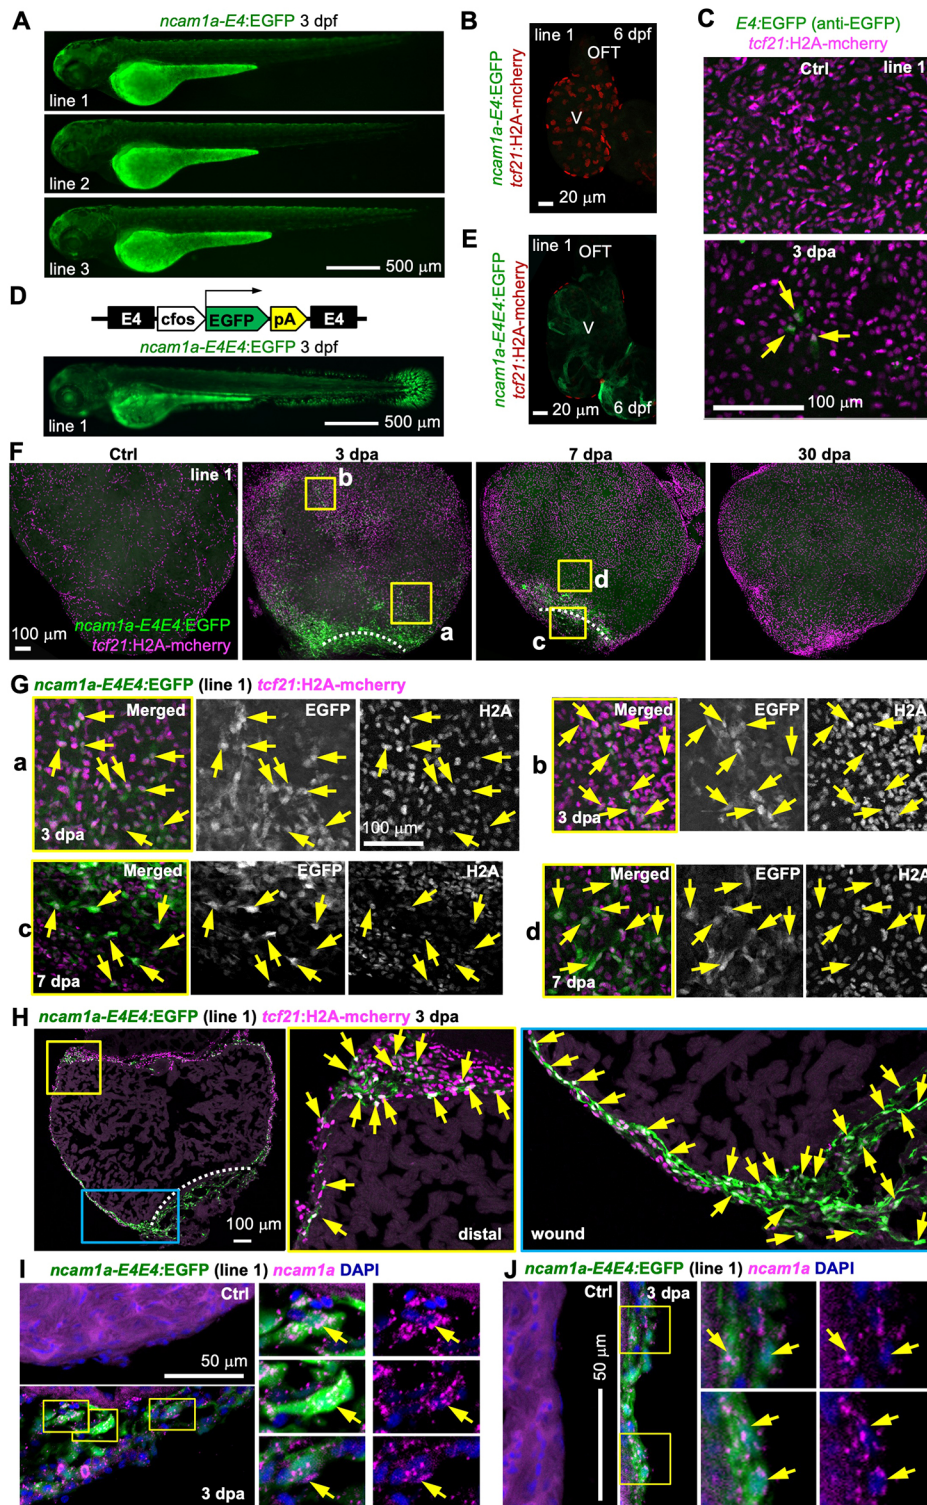 A
ncam1a-E4:EGFP 3 dpf
line 1
line 2
line 3
500 μm
B
ncam1a-E4:EGFP
tcf21:H2A-mcherry
line 1
6 dpf
OFT
V
20 μm
C
E4:EGFP (anti-EGFP)
tcf21:H2A-mcherry
Ctrl
line 1
3 dpa
100 μm
D
E4
cfos
EGFP
pA
E4
ncam1a-E4E4:EGFP 3 dpf
line 1
500 μm
E
ncam1a-E4E4:EGFP
tcf21:H2A-mcherry
line 1
OFT
V
20 μm
6 dpf
F
Ctrl
3 dpa
7 dpa
30 dpa
line 1
b
a
d
c
100 μm
ncam1a-E4E4:EGFP
tcf21:H2A-mcherry
G
ncam1a-E4E4:EGFP (line 1) tcf21:H2A-mcherry
a
Merged
EGFP
H2A
3 dpa
100 μm
b
Merged
EGFP
H2A
3 dpa
c
Merged
EGFP
H2A
7 dpa
d
Merged
EGFP
H2A
7 dpa
H
ncam1a-E4E4:EGFP (line 1) tcf21:H2A-mcherry 3 dpa
100 μm
distal
wound
I
ncam1a-E4E4:EGFP (line 1) ncam1a DAPI
Ctrl
50 μm
3 dpa
J
ncam1a-E4E4:EGFP (line 1) ncam1a DAPI
Ctrl
3 dpa
50 μm